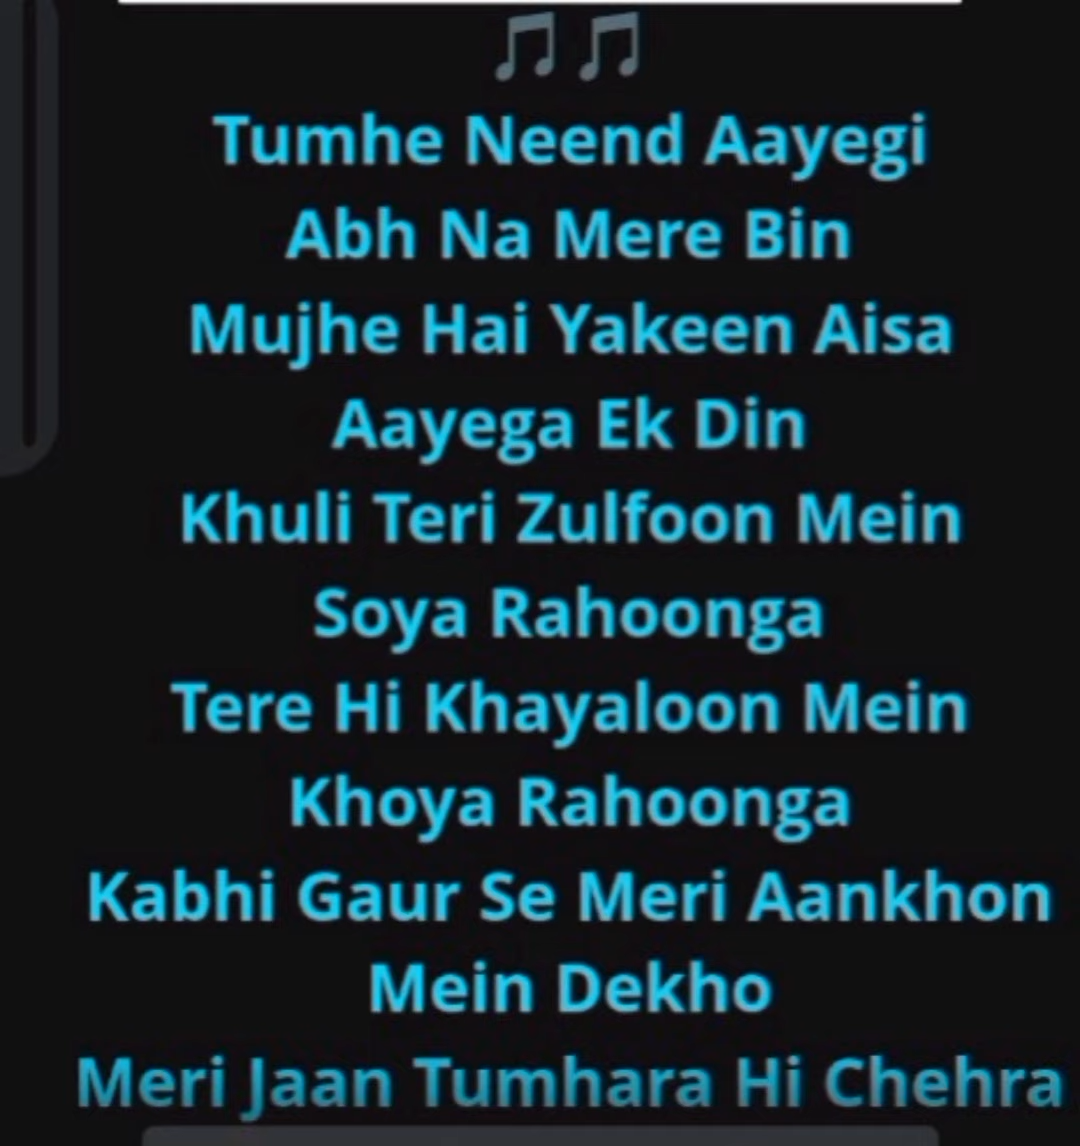 🎵🎵
Tumhe Neend Aayegi
Abh Na Mere Bin
Mujhe Hai Yakeen Aisa
Aayega Ek Din
Khuli Teri Zulfoon Mein
Soya Rahoonga
Tere Hi Khayaloon Mein
Khoya Rahoonga
Kabhi Gaur Se Meri Aankhon
Mein Dekho
Meri Jaan Tumhara Hi Chehra